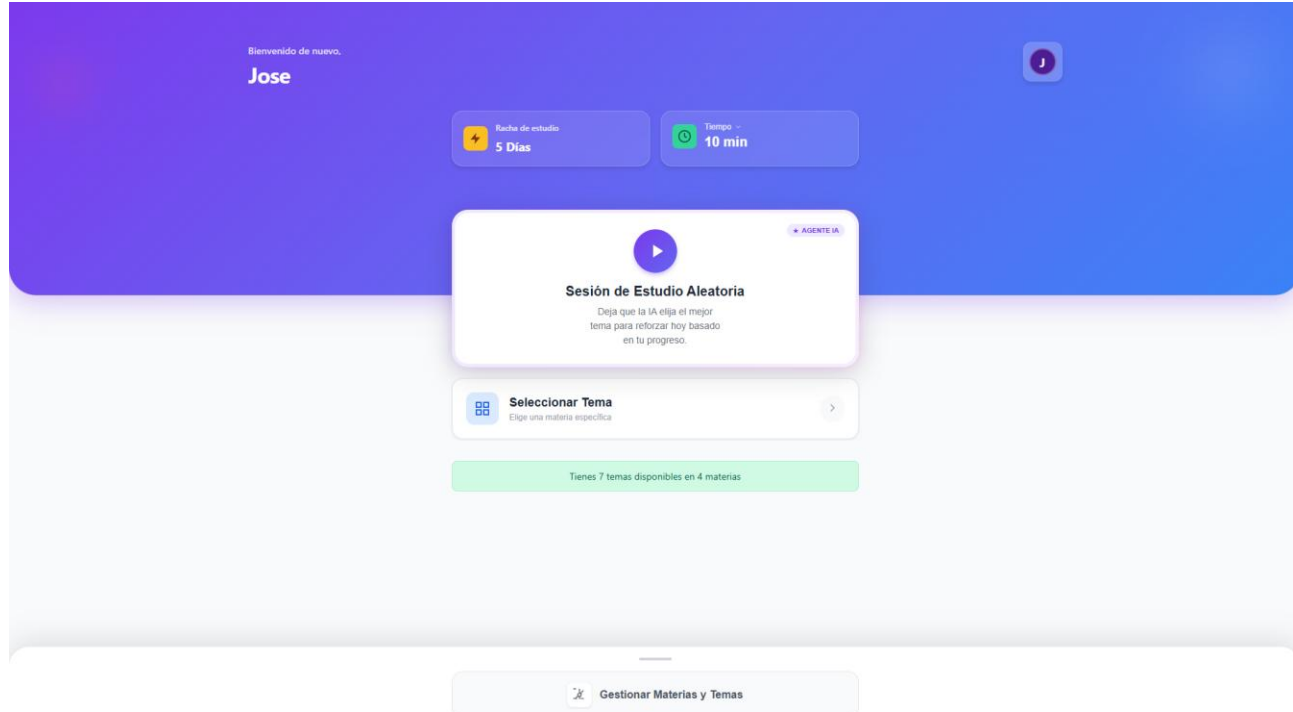 Bienvenido de nuevo,
Jose
J
Racha de estudio
5 Días
Tiempo
10 min
★ AGENTE IA
Sesión de Estudio Aleatoria
Deja que la IA elija el mejor
tema para reforzar hoy basado
en tu progreso.
Seleccionar Tema
Elige una materia específica
Tienes 7 temas disponibles en 4 materias
Gestionar Materias y Temas